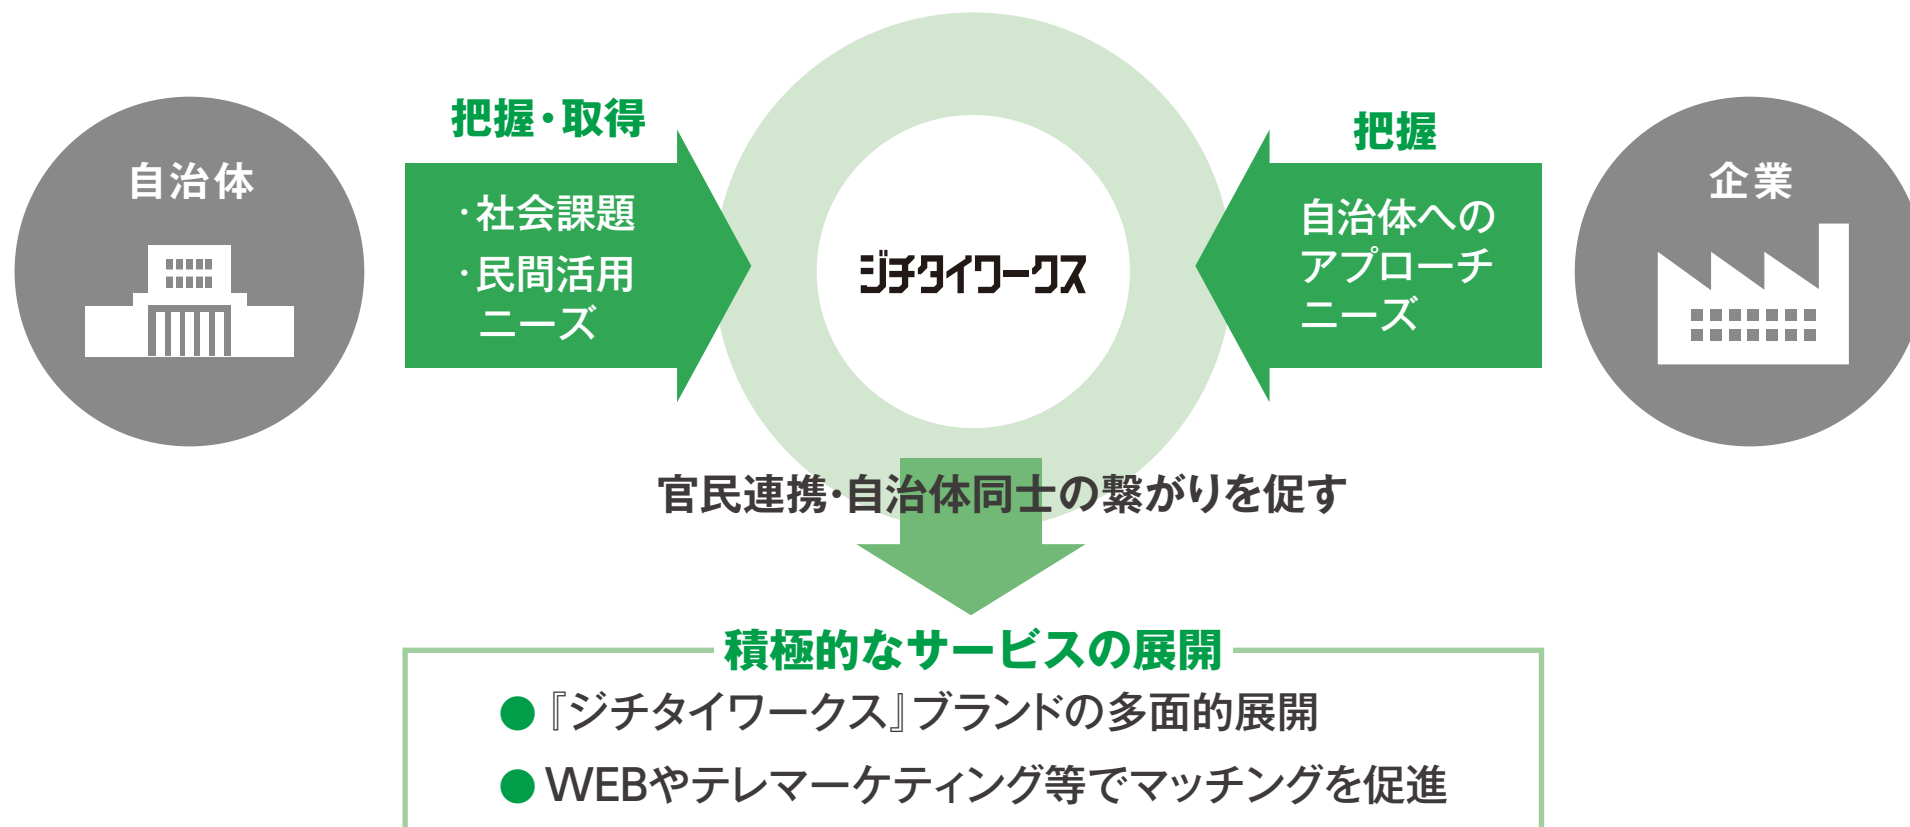 自治体
把握・取得
・社会課題
・民間活用
ニーズ
ジチタイワークス
把握
自治体への
アプローチ
ニーズ
企業
官民連携・自治体同士の繋がりを促す
積極的なサービスの展開
●『ジチタイワークス』ブランドの多面的展開
●WEBやテレマーケティング等でマッチングを促進